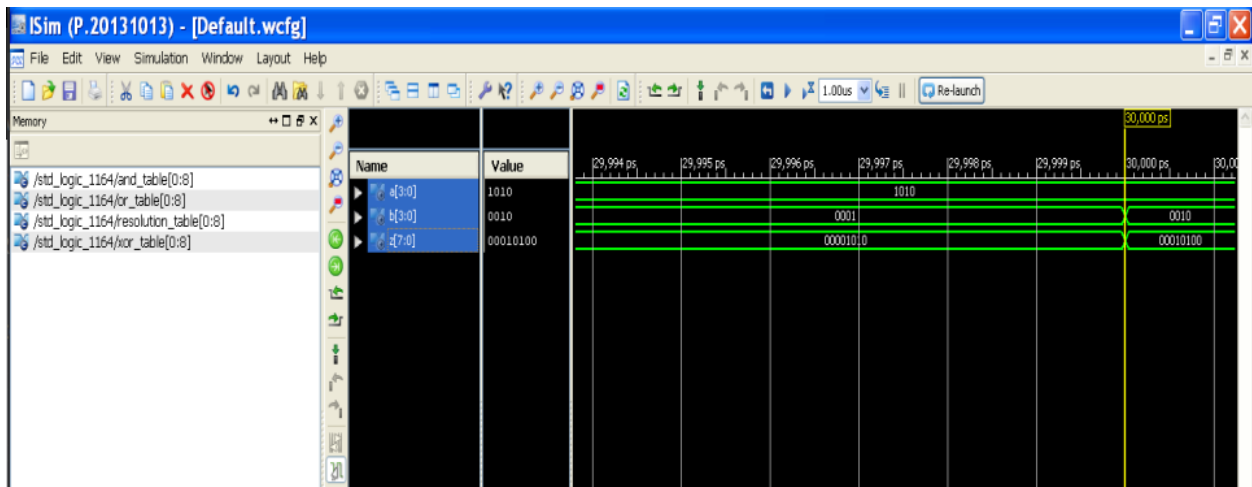 ISim (P.20131013) - [Default.wcfg]
File Edit View Simulation Window Layout Help
1.00us Re-launch
Memory
/std_logic_1164/and_table[0:8]
/std_logic_1164/or_table[0:8]
/std_logic_1164/resolution_table[0:8]
/std_logic_1164/xor_table[0:8]
30,000 ps
Name Value 29,994 ps 29,995 ps 29,996 ps 29,997 ps 29,998 ps 29,999 ps 30,000 ps 30,00
a[3:0] 1010 1010
b[3:0] 0010 0001 0010
z[7:0] 00010100 00001010 00010100